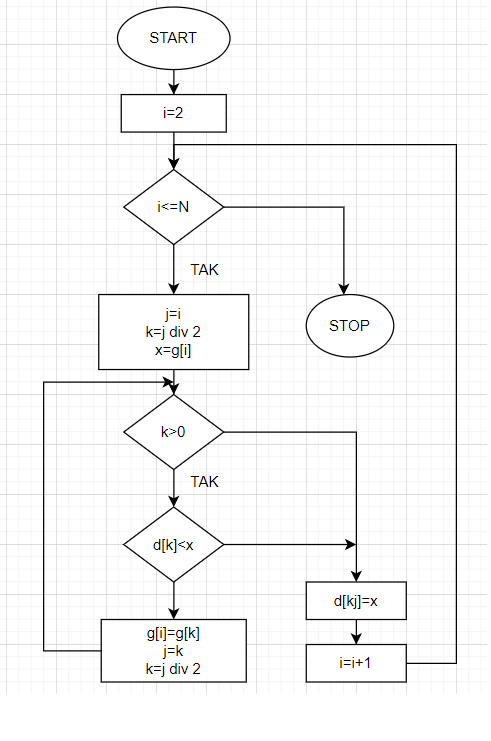 START
i=2
i<=N
TAK
j=i
k=j div 2
x=g[i]
STOP
k>0
TAK
d[k]<x
d[kj]=x
g[i]=g[k]
j=k
k=j div 2
i=i+1